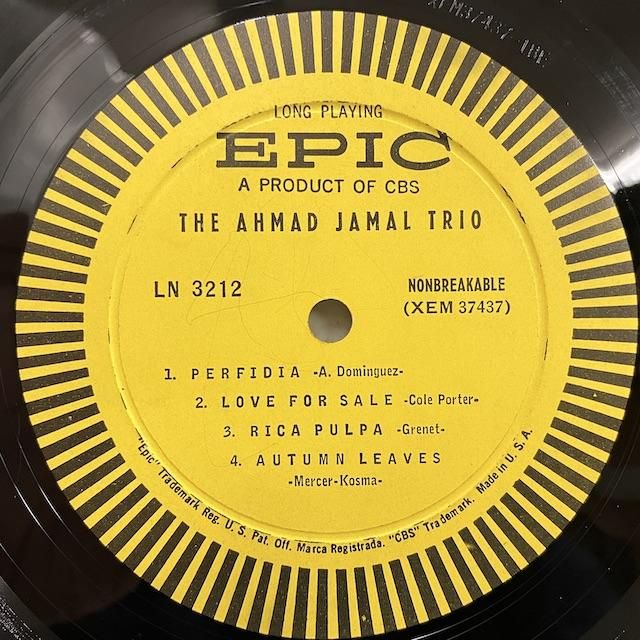 LONG PLAYING
EPIC
A PRODUCT OF CBS
THE AHMAD JAMAL TRIO
LN 3212
NONBREAKABLE
(XEM 37437)
1. PERFIDIA -A. Dominguez-
2. LOVE FOR SALE -Cole Porter-
3. RICA PULPA -Grenet-
4. AUTUMN LEAVES
-Mercer-Kosma-
"Epic" Trademark Reg. U. S. Pat. Off. Marca Registrada. "CBS" Trademark. Made in U. S. A.